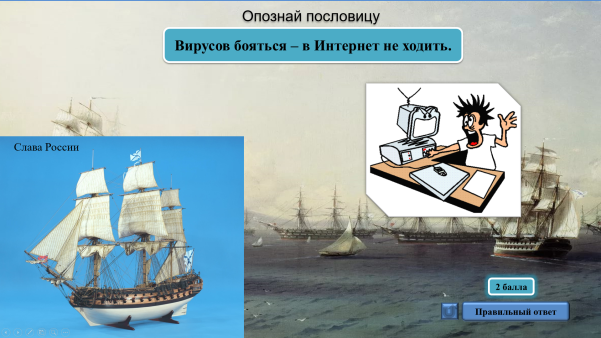 Опознай пословицу
Вирусов бояться – в Интернет не ходить.
Слава России
2 балла
Правильный ответ